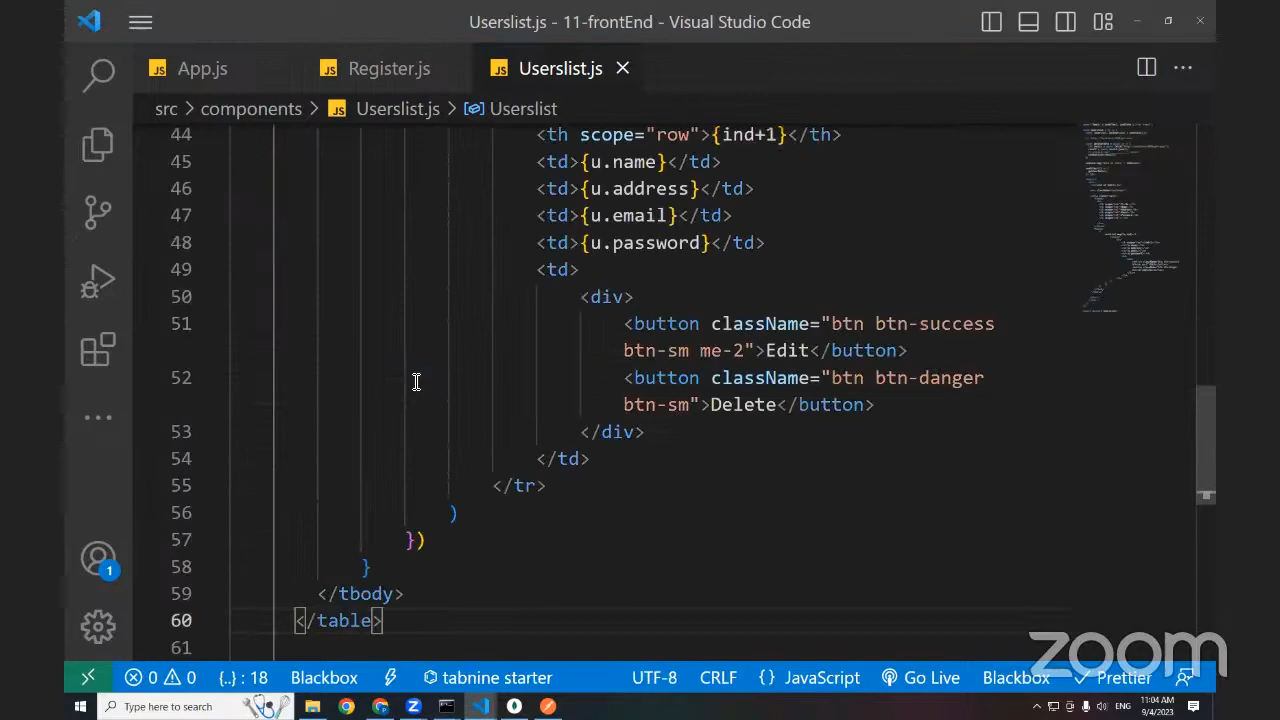 Userslist.js - 11-frontEnd - Visual Studio Code
App.js
Register.js
Userslist.js
src > components > Userslist.js > Userslist
44 <th scope="row">{ind+1}</th>
45 <td>{u.name}</td>
46 <td>{u.address}</td>
47 <td>{u.email}</td>
48 <td>{u.password}</td>
49 <td>
50 <div>
51 <button className="btn btn-success
btn-sm me-2">Edit</button>
52 <button className="btn btn-danger
btn-sm">Delete</button>
53 </div>
54 </td>
55 </tr>
56 )
57 })
58 }
59 </tbody>
60 </table>
61
1
zoom
0 0 {..} : 18 Blackbox tabnine starter UTF-8 CRLF {} JavaScript Go Live Blackbox Prettier
Type here to search
ENG
11:04 AM
9/4/2023